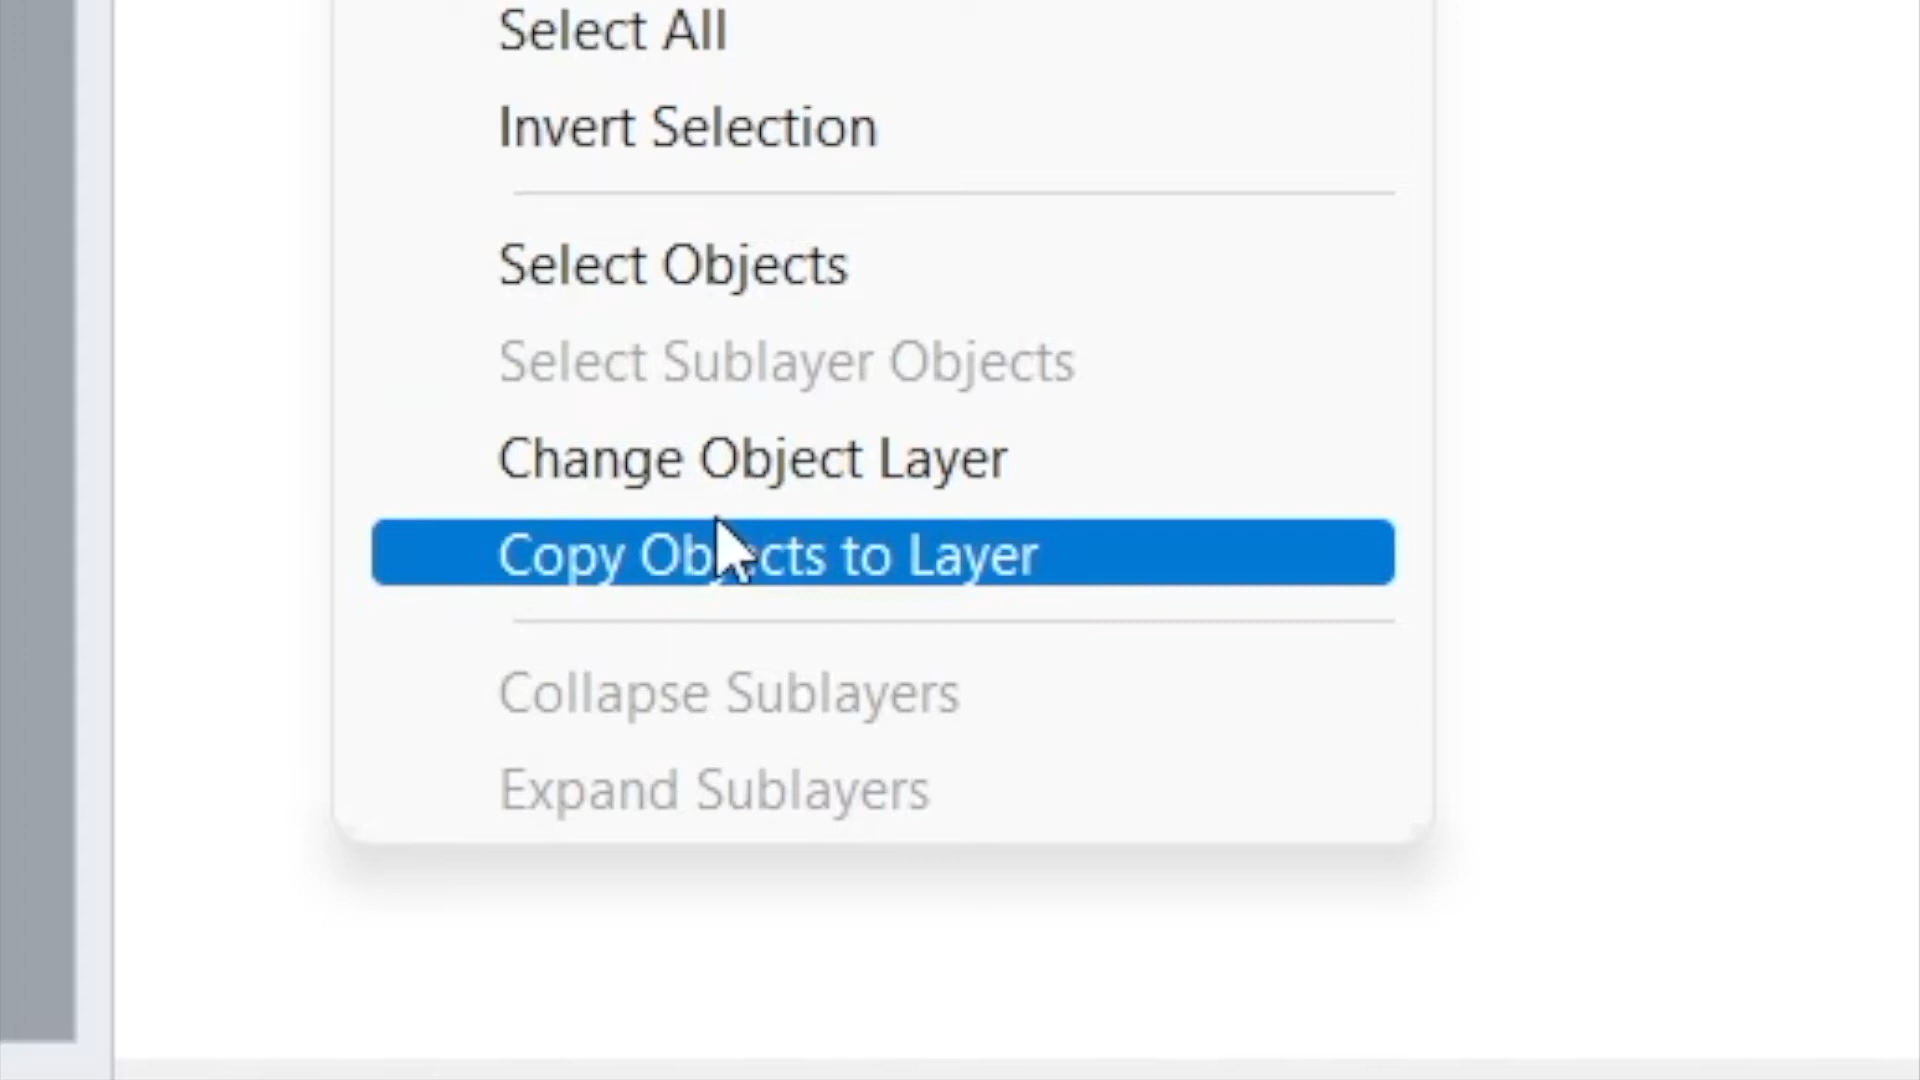 Select All
Invert Selection
Select Objects
Select Sublayer Objects
Change Object Layer
Copy Objects to Layer
Collapse Sublayers
Expand Sublayers